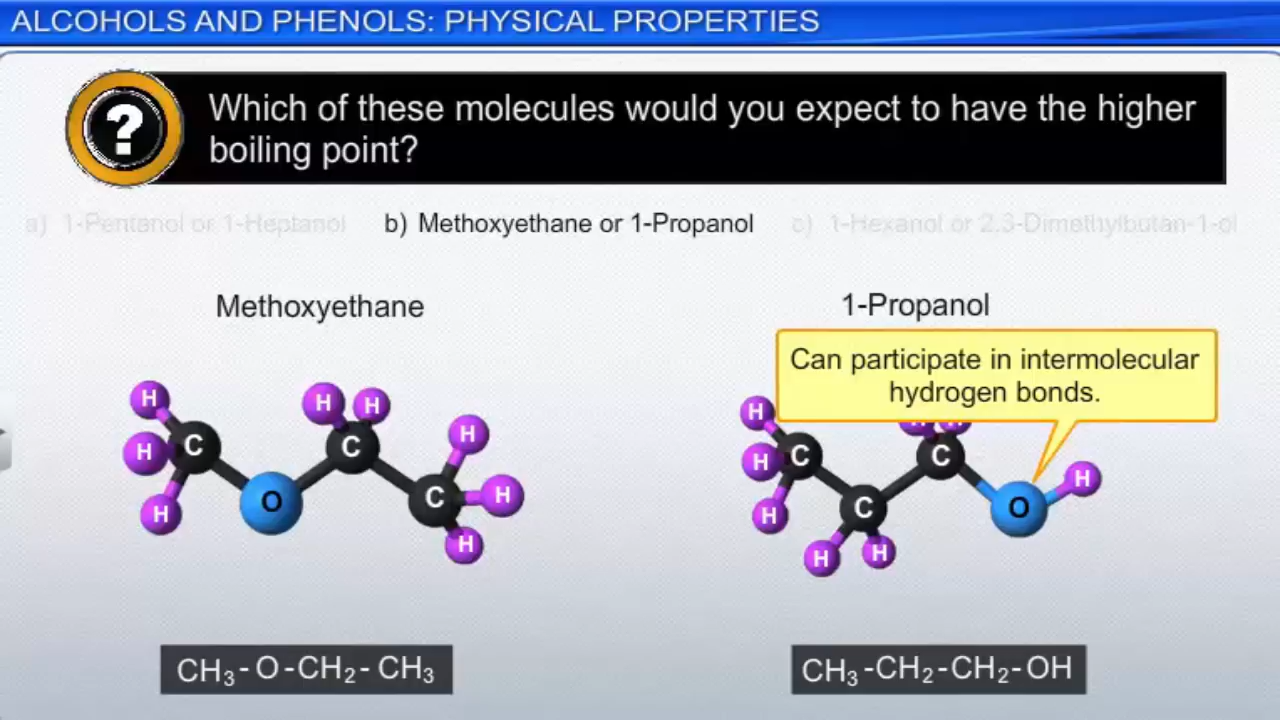 ALCOHOLS AND PHENOLS: PHYSICAL PROPERTIES
?
Which of these molecules would you expect to have the higher
boiling point?
a) 1-Pentanol or 1-Heptanol b) Methoxyethane or 1-Propanol c) 1-Hexanol or 2,3-Dimethylbutan-1-ol
Methoxyethane
1-Propanol
Can participate in intermolecular
hydrogen bonds.
H H H H C C H H C H O H
H H H H C C H C O H H H
CH₃-O-CH₂-CH₃
CH₃-CH₂-CH₂-OH